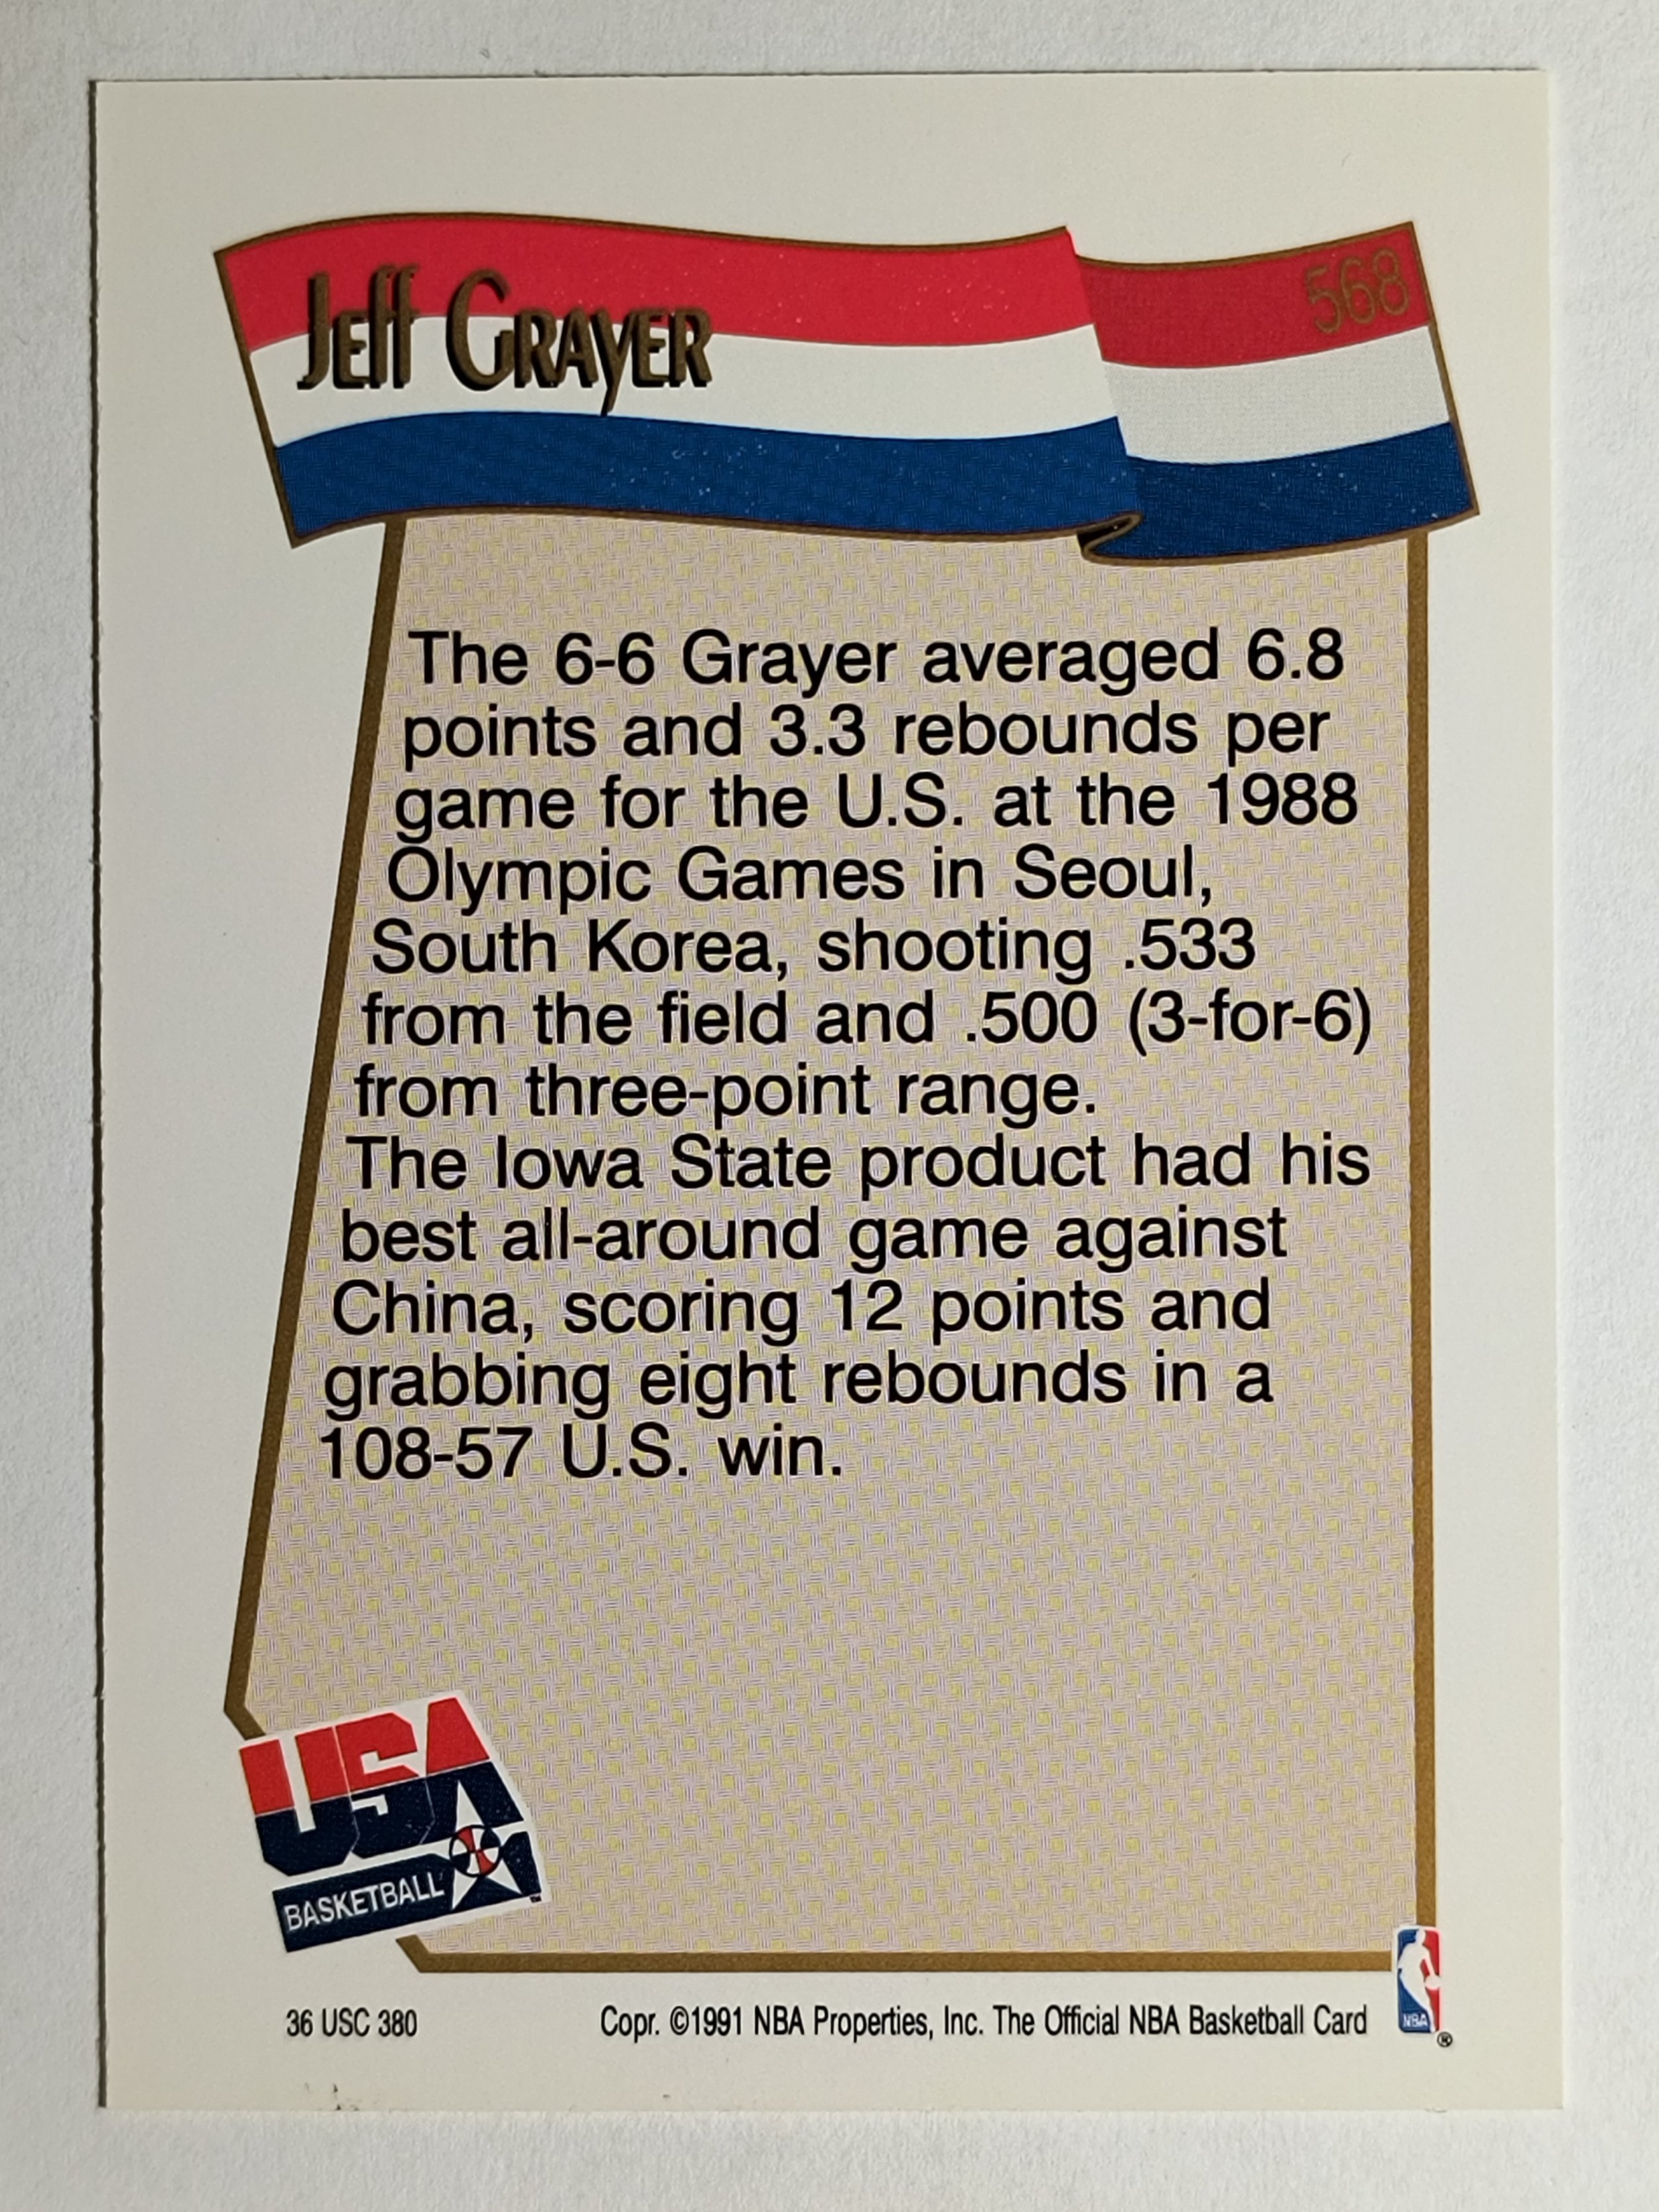 Jeff Grayer
568
The 6-6 Grayer averaged 6.8
points and 3.3 rebounds per
game for the U.S. at the 1988
Olympic Games in Seoul,
South Korea, shooting .533
from the field and .500 (3-for-6)
from three-point range.
The Iowa State product had his
best all-around game against
China, scoring 12 points and
grabbing eight rebounds in a
108-57 U.S. win.
USA
BASKETBALL
TM
36 USC 380
Copr. ©1991 NBA Properties, Inc. The Official NBA Basketball Card
NBA
®